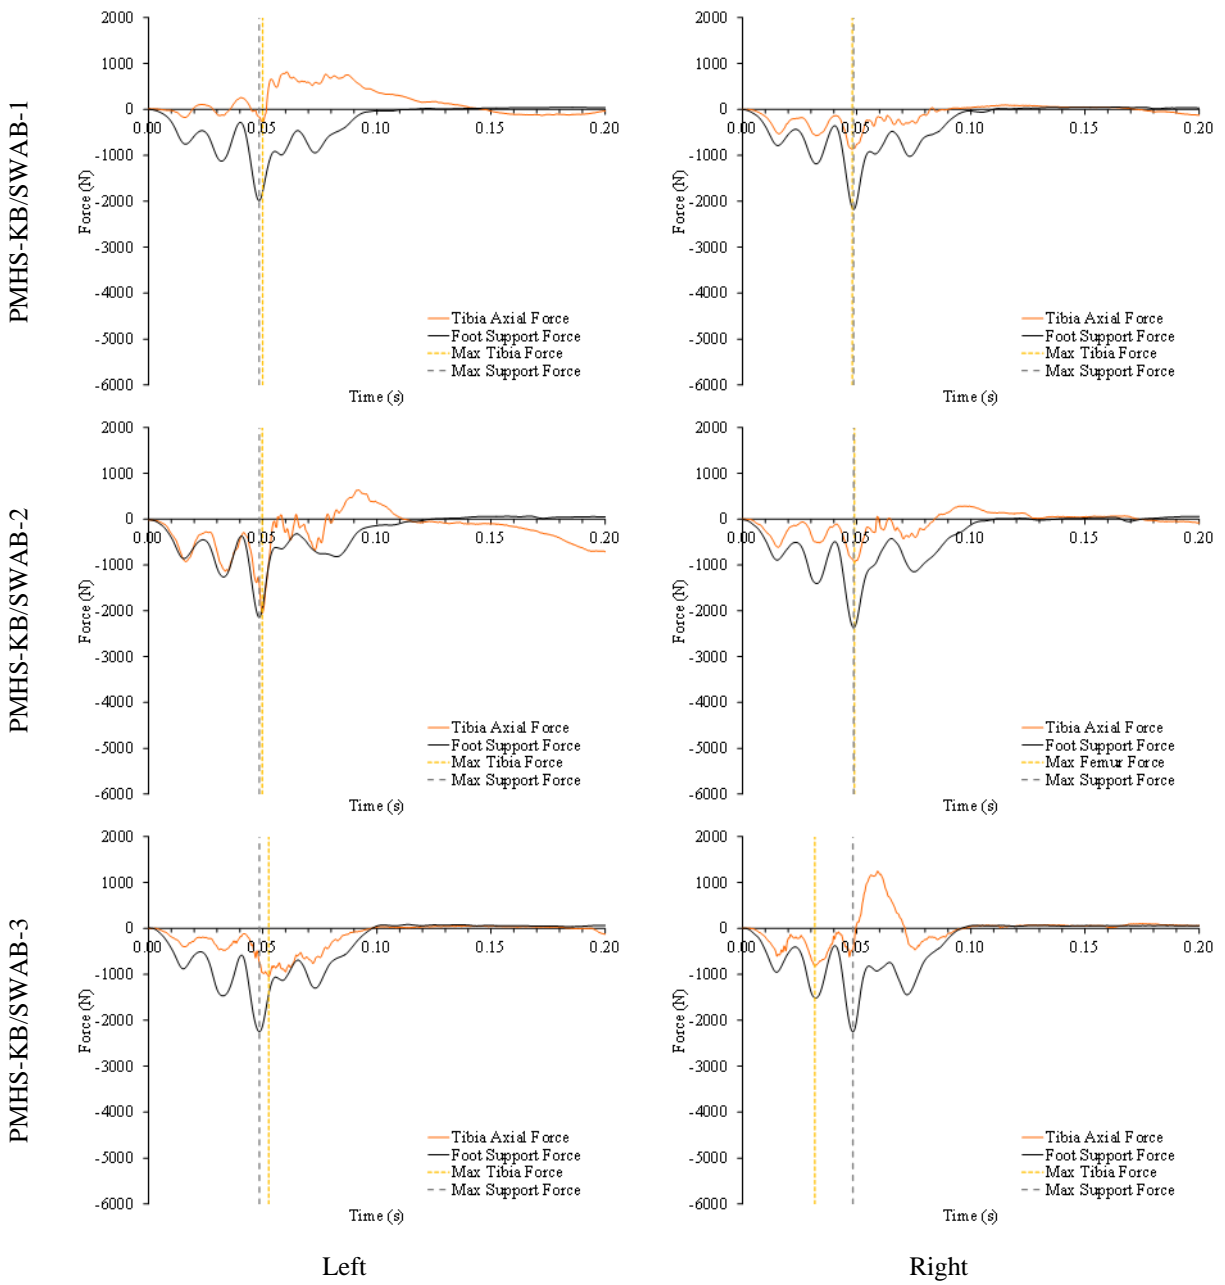 PMHS-KB/SWAB-1
2000
1000
0
-1000
-2000
-3000
-4000
-5000
-6000
0.00
0.05
0.10
0.15
0.20
Force (N)
Time (s)
Tibia Axial Force
Foot Support Force
Max Tibia Force
Max Support Force
2000
1000
0
-1000
-2000
-3000
-4000
-5000
-6000
0.00
0.05
0.10
0.15
0.20
Force (N)
Time (s)
Tibia Axial Force
Foot Support Force
Max Tibia Force
Max Support Force
PMHS-KB/SWAB-2
2000
1000
0
-1000
-2000
-3000
-4000
-5000
-6000
0.00
0.05
0.10
0.15
0.20
Force (N)
Time (s)
Tibia Axial Force
Foot Support Force
Max Tibia Force
Max Support Force
2000
1000
0
-1000
-2000
-3000
-4000
-5000
-6000
0.00
0.05
0.10
0.15
0.20
Force (N)
Time (s)
Tibia Axial Force
Foot Support Force
Max Femur Force
Max Support Force
PMHS-KB/SWAB-3
2000
1000
0
-1000
-2000
-3000
-4000
-5000
-6000
0.00
0.05
0.10
0.15
0.20
Force (N)
Time (s)
Tibia Axial Force
Foot Support Force
Max Tibia Force
Max Support Force
2000
1000
0
-1000
-2000
-3000
-4000
-5000
-6000
0.00
0.05
0.10
0.15
0.20
Force (N)
Time (s)
Tibia Axial Force
Foot Support Force
Max Tibia Force
Max Support Force
Left
Right